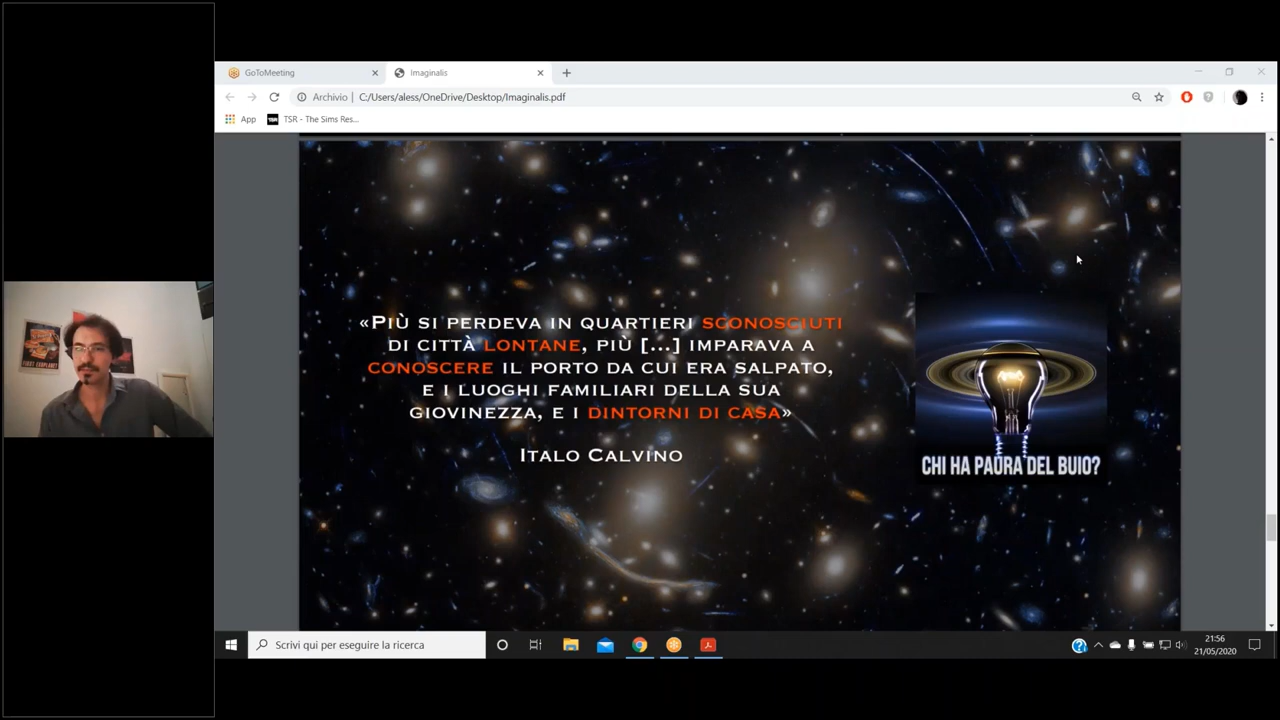 GoToMeeting
Imaginalis
Archivio
C:/Users/aless/OneDrive/Desktop/Imaginalis.pdf
App
TSR - The Sims Res...
«PIÙ SI PERDEVA IN QUARTIERI SCONOSCIUTI
DI CITTÀ LONTANE, PIÙ [...] IMPARAVA A
CONOSCERE IL PORTO DA CUI ERA SALPATO,
E I LUOGHI FAMILIARI DELLA SUA
GIOVINEZZA, E I DINTORNI DI CASA»
ITALO CALVINO
CHI HA PAURA DEL BUIO?
FIRST EXOPLANET
Scrivi qui per eseguire la ricerca
21:56
21/05/2020